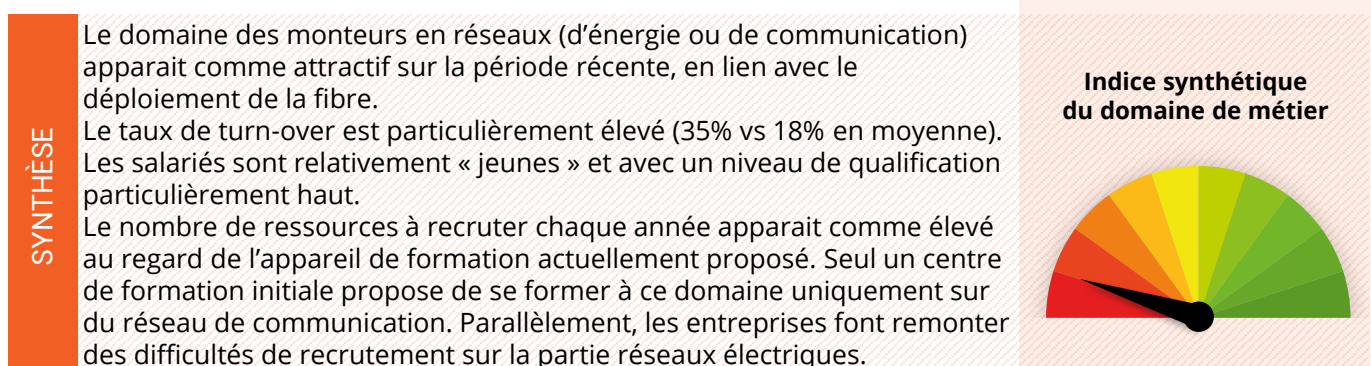 SYNTHÈSE
Le domaine des monteurs en réseaux (d’énergie ou de communication)
apparait comme attractif sur la période récente, en lien avec le
déploiement de la fibre.
Le taux de turn-over est particulièrement élevé (35% vs 18% en moyenne).
Les salariés sont relativement « jeunes » et avec un niveau de qualification
particulièrement haut.
Le nombre de ressources à recruter chaque année apparait comme élevé
au regard de l’appareil de formation actuellement proposé. Seul un centre
de formation initiale propose de se former à ce domaine uniquement sur
du réseau de communication. Parallèlement, les entreprises font remonter
des difficultés de recrutement sur la partie réseaux électriques.
Indice synthétique
du domaine de métier